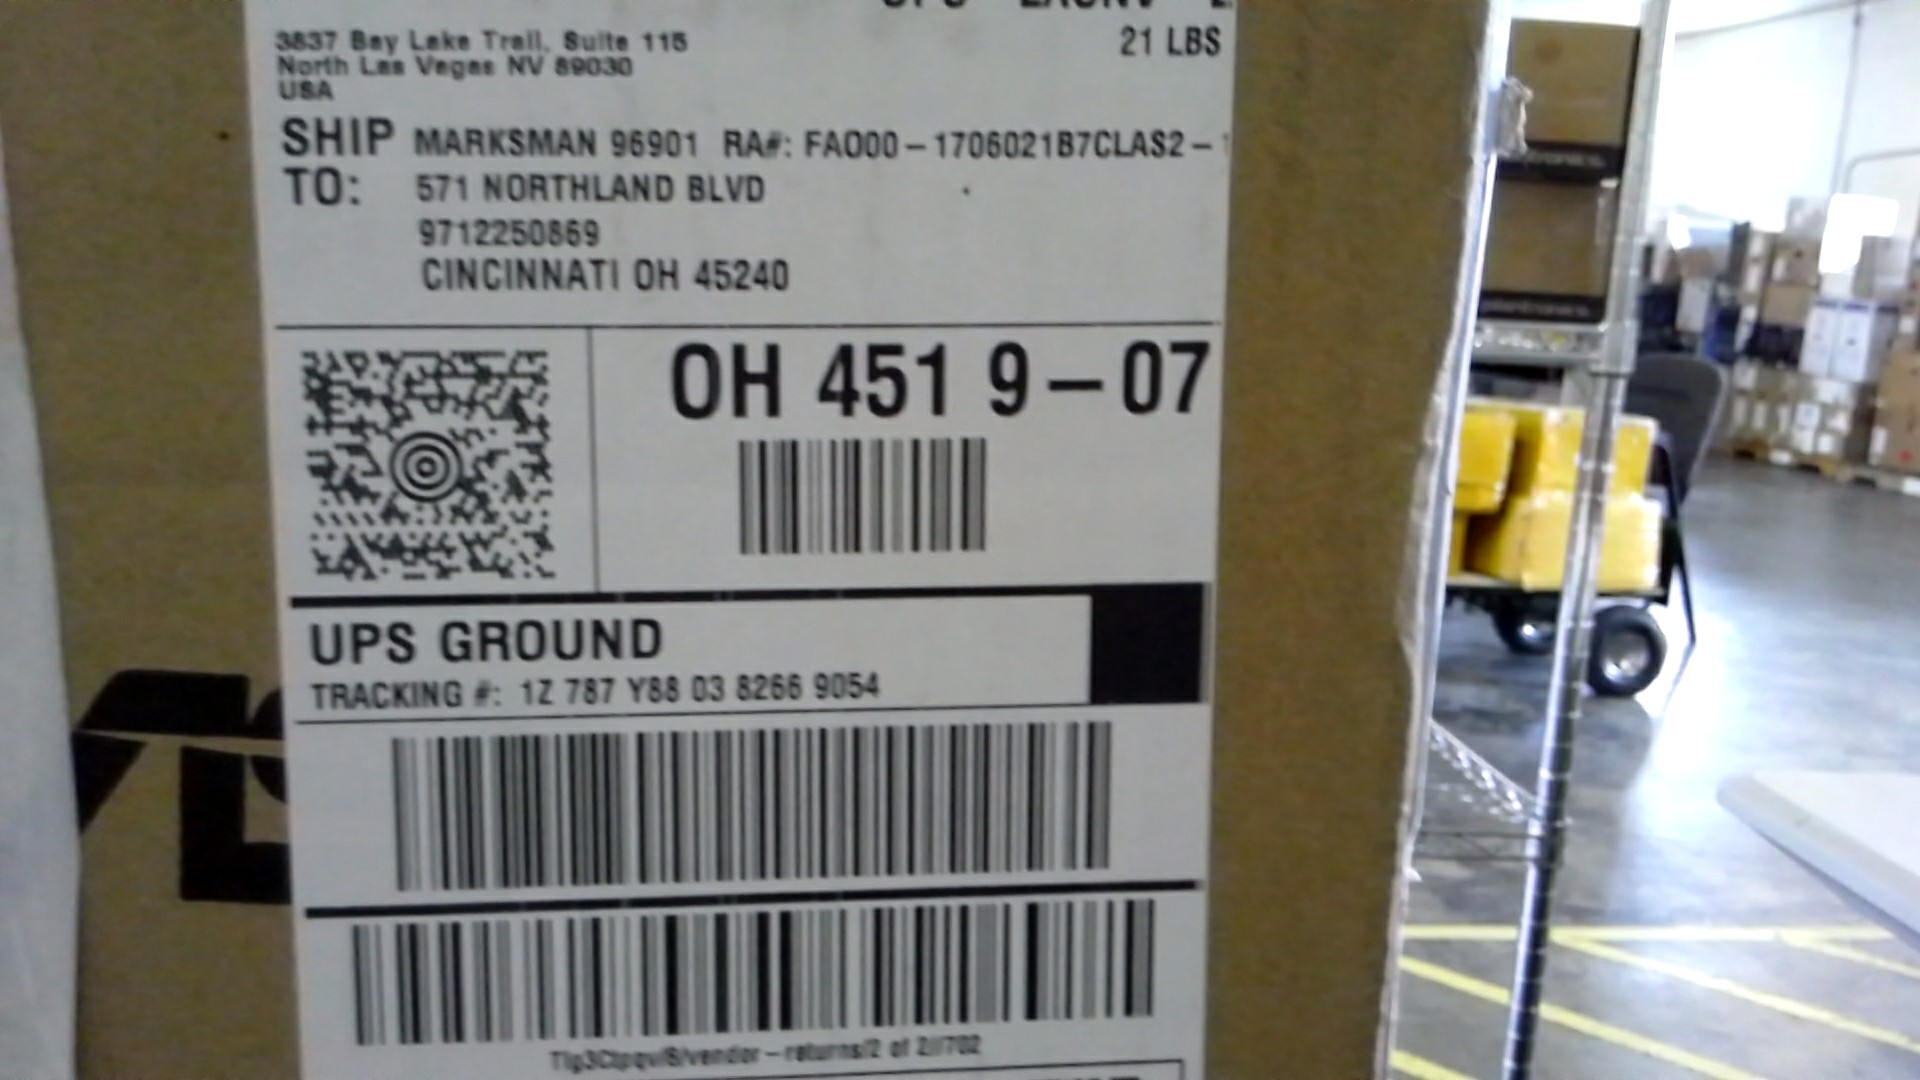 3837 Bay Lake Trail, Suite 115
North Las Vegas NV 89030
USA
21 LBS
SHIP TO:
MARKSMAN 96901 RA#: FAO00-1706021B7CLAS2-
571 NORTHLAND BLVD
9712250869
CINCINNATI OH 45240
OH 451 9-07
UPS GROUND
TRACKING #: 1Z 787 Y88 03 8266 9054